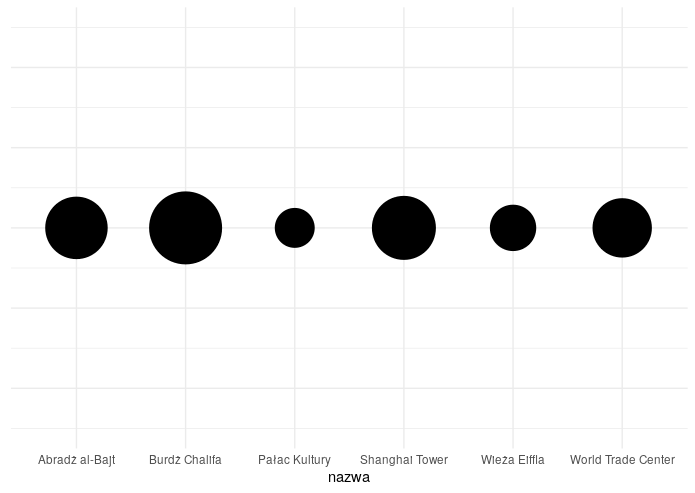 Abradż al-Bajt
Burdż Chalifa
Pałac Kultury
Shanghai Tower
Wieża Eiffla
World Trade Center
nazwa